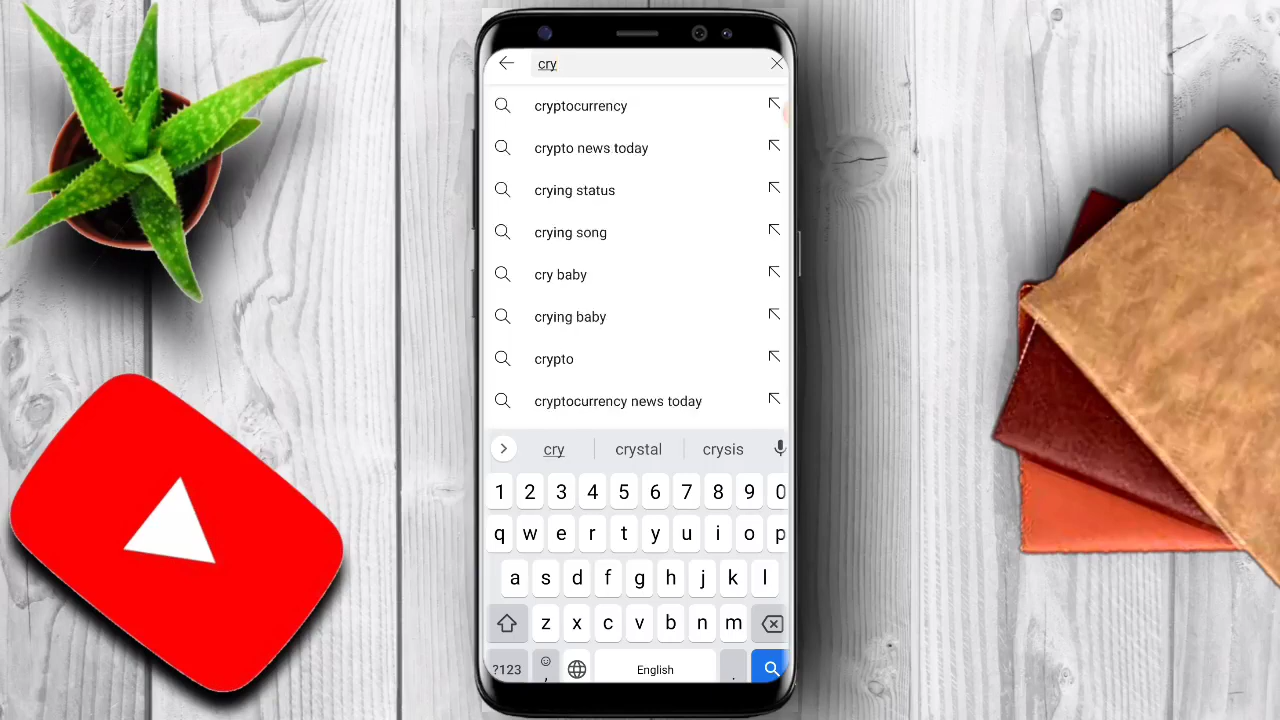 cry
cryptocurrency
crypto news today
crying status
crying song
cry baby
crying baby
crypto
cryptocurrency news today
cry crystal crysis
1 2 3 4 5 6 7 8 9 0
q w e r t y u i o p
a s d f g h j k l
z x c v b n m
?123 , English .